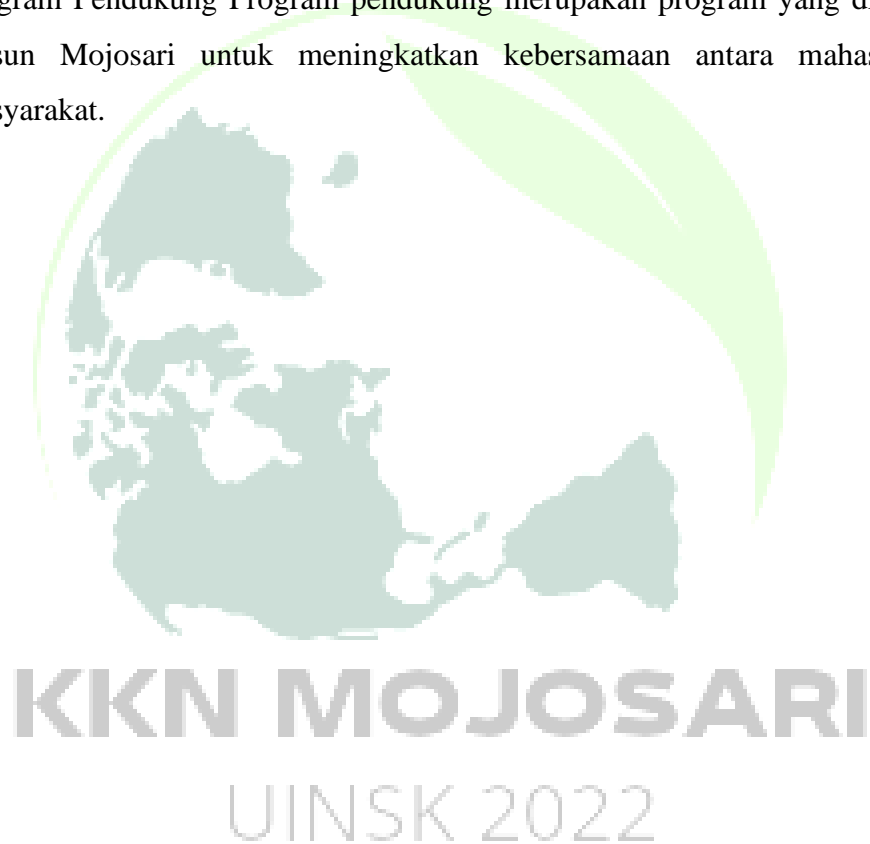 gram Pendukung Program pendukung merupakan program yang di
sun Mojosari untuk meningkatkan kebersamaan antara mahas
syarakat.
KKN MOJOSARI
UINSK 2022